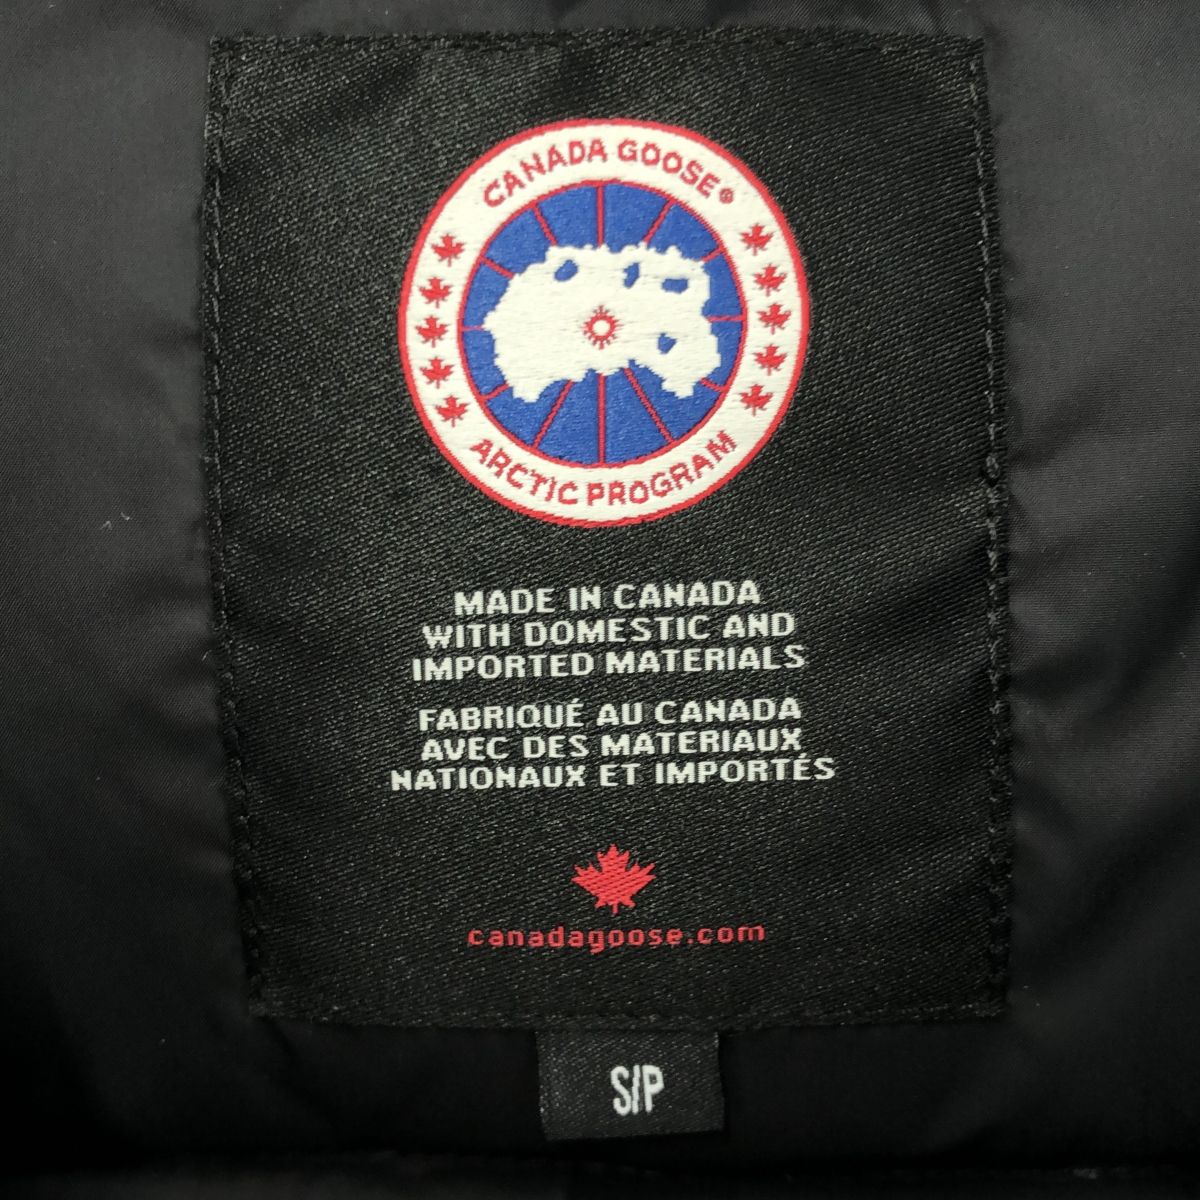 CANADA GOOSE®
ARCTIC PROGRAM
MADE IN CANADA
WITH DOMESTIC AND
IMPORTED MATERIALS
FABRIQUÉ AU CANADA
AVEC DES MATERIAUX
NATIONAUX ET IMPORTÉS
canadagoose.com
S/P